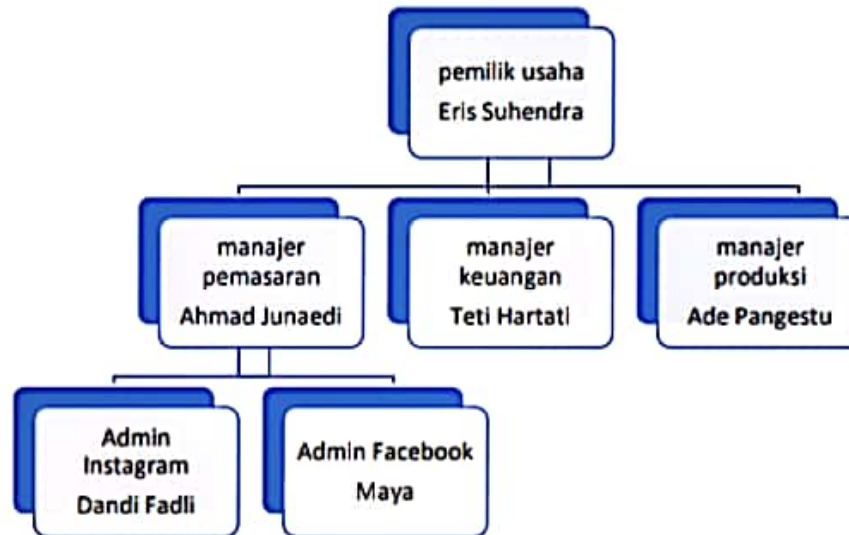 pemilik usaha
Eris Suhendra
manajer
pemasaran
Ahmad Junaedi
manajer
keuangan
Teti Hartati
manajer
produksi
Ade Pangestu
Admin
Instagram
Dandi Fadli
Admin Facebook
Maya